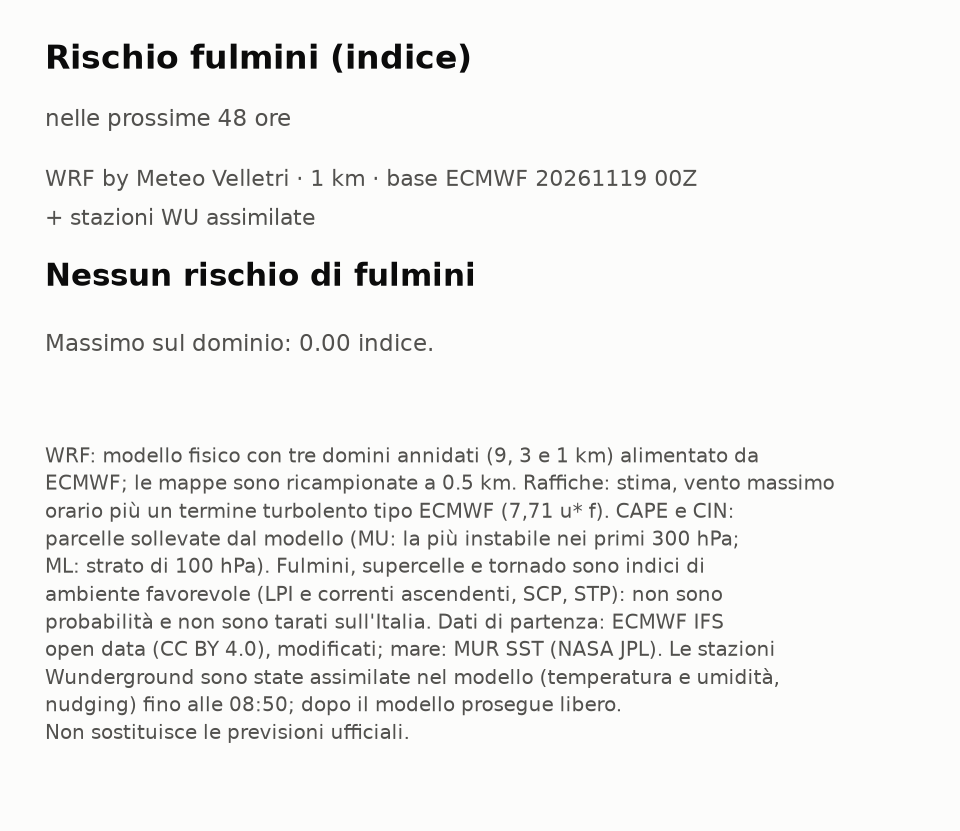 Rischio fulmini (indice)
nelle prossime 48 ore
WRF by Meteo Velletri · 1 km · base ECMWF 20261119 00Z
+ stazioni WU assimilate
Nessun rischio di fulmini
Massimo sul dominio: 0.00 indice.
WRF: modello fisico con tre domini annidati (9, 3 e 1 km) alimentato da
ECMWF; le mappe sono ricampionate a 0.5 km. Raffiche: stima, vento massimo
orario più un termine turbolento tipo ECMWF (7,71 u* f). CAPE e CIN:
parcelle sollevate dal modello (MU: la più instabile nei primi 300 hPa;
ML: strato di 100 hPa). Fulmini, supercelle e tornado sono indici di
ambiente favorevole (LPI e correnti ascendenti, SCP, STP): non sono
probabilità e non sono tarati sull'Italia. Dati di partenza: ECMWF IFS
open data (CC BY 4.0), modificati; mare: MUR SST (NASA JPL). Le stazioni
Wunderground sono state assimilate nel modello (temperatura e umidità,
nudging) fino alle 08:50; dopo il modello prosegue libero.
Non sostituisce le previsioni ufficiali.